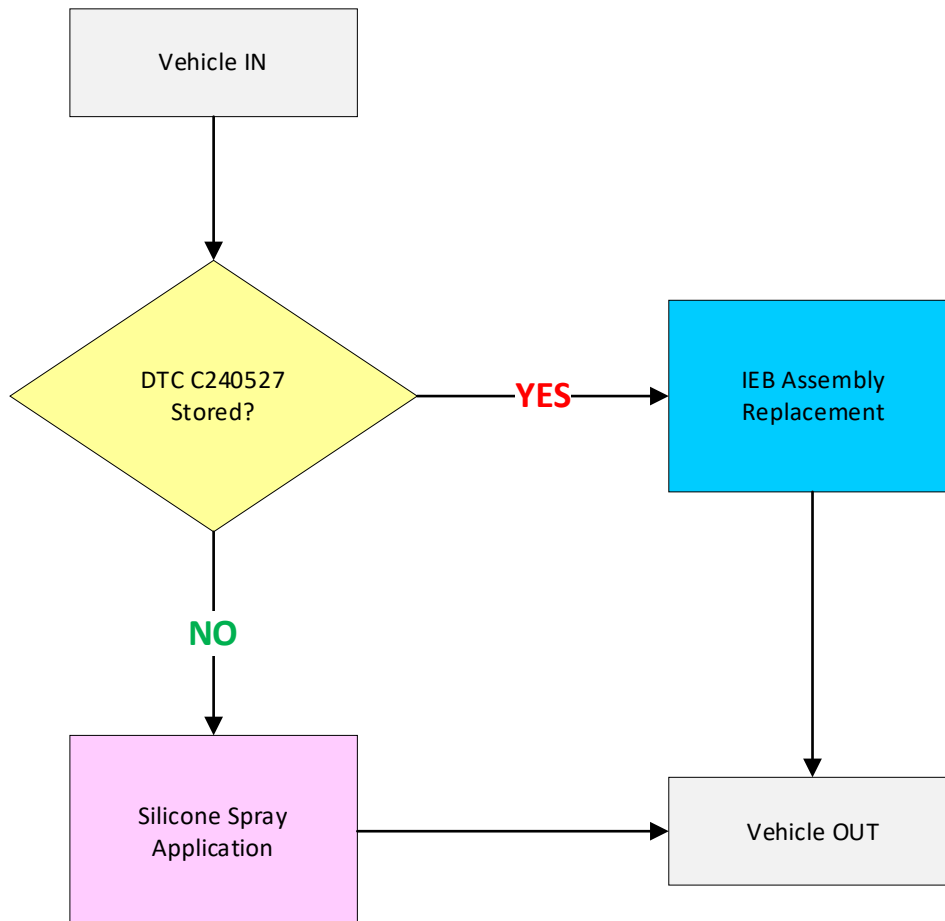 Vehicle IN
DTC C240527
Stored?
YES
IEB Assembly
Replacement
NO
Silicone Spray
Application
Vehicle OUT